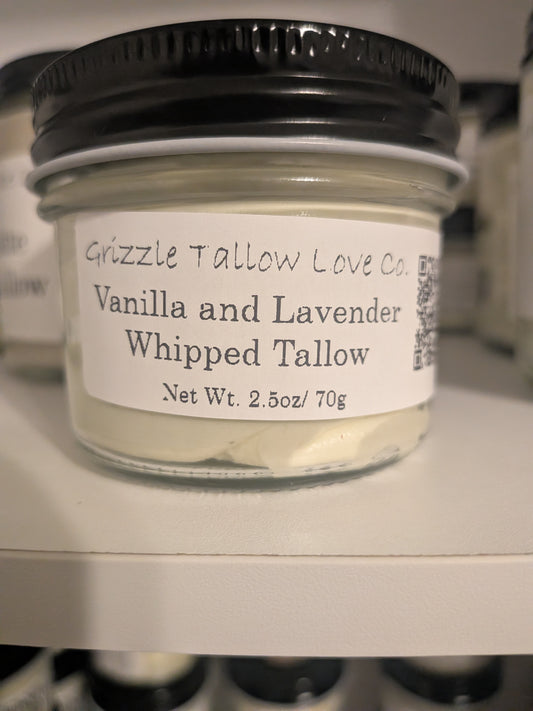 Grizzle Tallow Love Co.
Vanilla and Lavender
Whipped Tallow
Net Wt. 2.5oz/ 70g